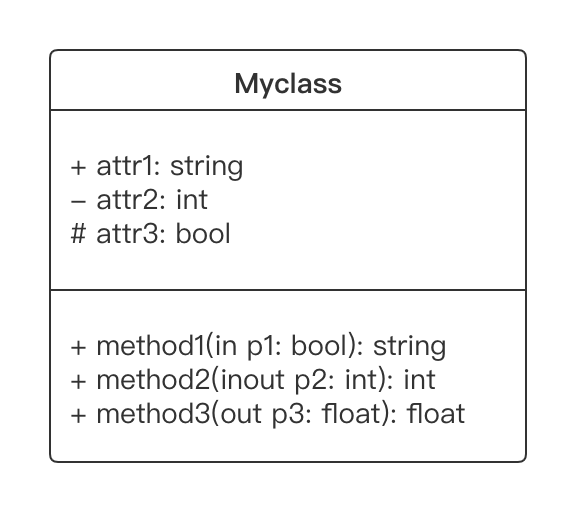 Myclass
+ attr1: string
– attr2: int
# attr3: bool
+ method1(in p1: bool): string
+ method2(inout p2: int): int
+ method3(out p3: float): float